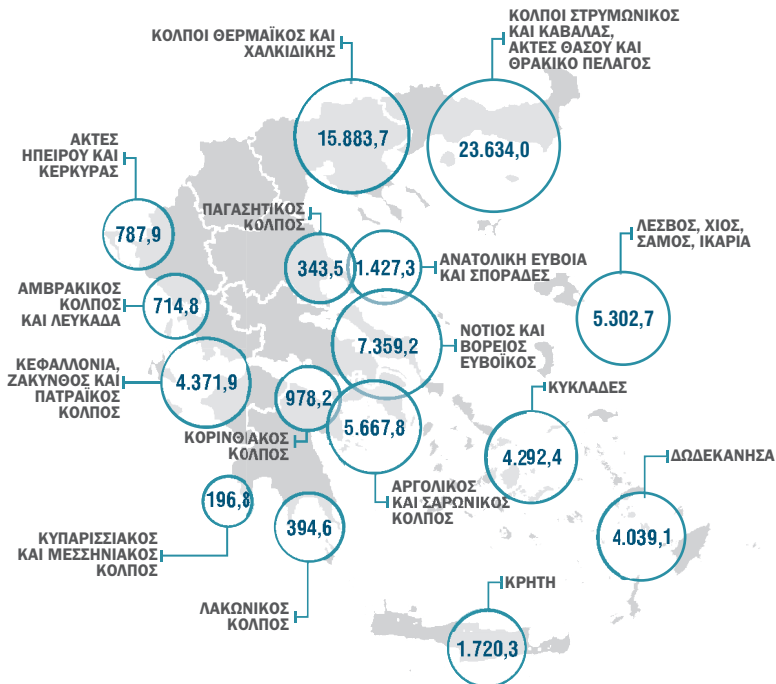 ΚΟΛΠΟΙ ΘΕΡΜΑΪΚΟΣ ΚΑΙ
ΧΑΛΚΙΔΙΚΗΣ
15.883,7
ΚΟΛΠΟΙ ΣΤΡΥΜΩΝΙΚΟΣ
ΚΑΙ ΚΑΒΑΛΑΣ,
ΑΚΤΕΣ ΘΑΣΟΥ ΚΑΙ
ΘΡΑΚΙΚΟ ΠΕΛΑΓΟΣ
23.634,0
ΑΚΤΕΣ
ΗΠΕΙΡΟΥ ΚΑΙ
ΚΕΡΚΥΡΑΣ
787,9
ΠΑΓΑΣΗΤΙΚΟΣ
ΚΟΛΠΟΣ
343,5
1.427,3
ΑΝΑΤΟΛΙΚΗ ΕΥΒΟΙΑ
ΚΑΙ ΣΠΟΡΑΔΕΣ
ΛΕΣΒΟΣ, ΧΙΟΣ,
ΣΑΜΟΣ, ΙΚΑΡΙΑ
5.302,7
ΑΜΒΡΑΚΙΚΟΣ
ΚΟΛΠΟΣ
ΚΑΙ ΛΕΥΚΑΔΑ
714,8
7.359,2
ΝΟΤΙΟΣ ΚΑΙ
ΒΟΡΕΙΟΣ
ΕΥΒΟΪΚΟΣ
ΚΕΦΑΛΛΟΝΙΑ,
ΖΑΚΥΝΘΟΣ ΚΑΙ
ΠΑΤΡΑΪΚΟΣ
ΚΟΛΠΟΣ
4.371,9
978,2
ΚΟΡΙΝΘΙΑΚΟΣ
ΚΟΛΠΟΣ
5.667,8
ΑΡΓΟΛΙΚΟΣ
ΚΑΙ ΣΑΡΩΝΙΚΟΣ
ΚΟΛΠΟΣ
ΚΥΚΛΑΔΕΣ
4.292,4
ΔΩΔΕΚΑΝΗΣΑ
4.039,1
196,8
ΚΥΠΑΡΙΣΣΙΑΚΟΣ
ΚΑΙ ΜΕΣΣΗΝΙΑΚΟΣ
ΚΟΛΠΟΣ
394,6
ΛΑΚΩΝΙΚΟΣ
ΚΟΛΠΟΣ
ΚΡΗΤΗ
1.720,3